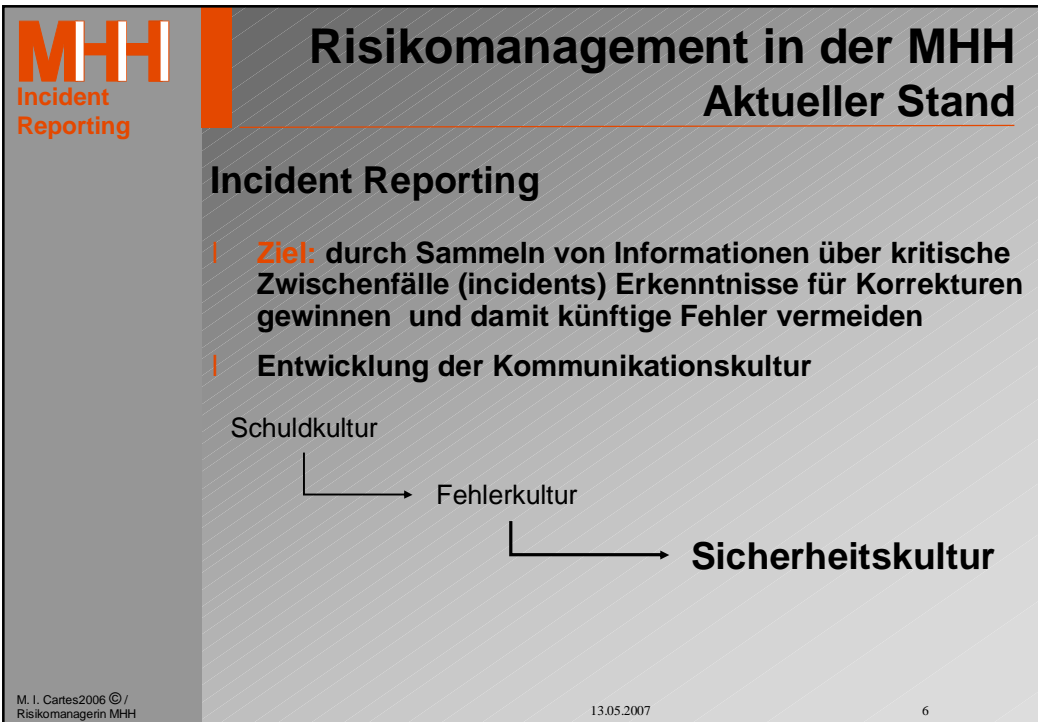 MHH
Incident
Reporting
Risikomanagement in der MHH
Aktueller Stand
Incident Reporting
l Ziel: durch Sammeln von Informationen über kritische
Zwischenfälle (incidents) Erkenntnisse für Korrekturen
gewinnen und damit künftige Fehler vermeiden
l Entwicklung der Kommunikationskultur
Schuldkultur
Fehlerkultur
Sicherheitskultur
M. I. Cartes2006 © /
Risikomanagerin MHH
13.05.2007
6